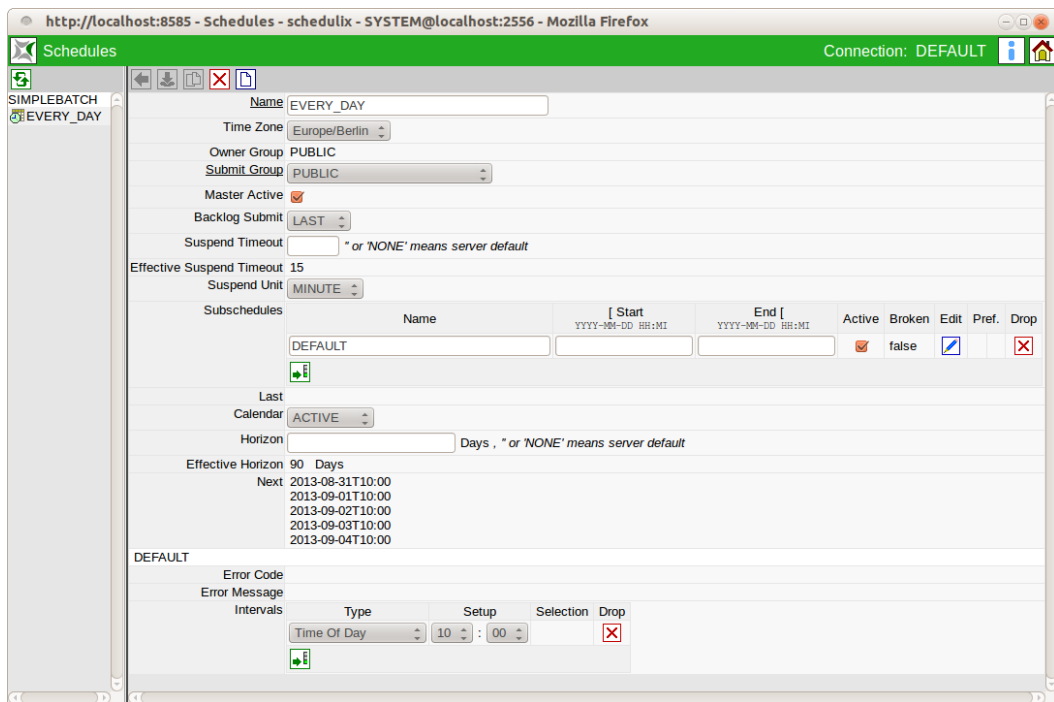 http://localhost:8585 - Schedules - schedulix - SYSTEM@localhost:2556 - Mozilla Firefox
Schedules Connection: DEFAULT
SIMPLEBATCH
EVERY_DAY
Name EVERY_DAY
Time Zone Europe/Berlin
Owner Group PUBLIC
Submit Group PUBLIC
Master Active
Backlog Submit LAST
Suspend Timeout '' or 'NONE' means server default
Effective Suspend Timeout 15
Suspend Unit MINUTE
Subschedules Name [ Start End [ Active Broken Edit Pref. Drop
YYYY-MM-DD HH:MI YYYY-MM-DD HH:MI
DEFAULT false
Last
Calendar ACTIVE
Horizon Days , '' or 'NONE' means server default
Effective Horizon 90 Days
Next 2013-08-31T10:00
2013-09-01T10:00
2013-09-02T10:00
2013-09-03T10:00
2013-09-04T10:00
DEFAULT
Error Code
Error Message
Intervals Type Setup Selection Drop
Time Of Day 10 : 00